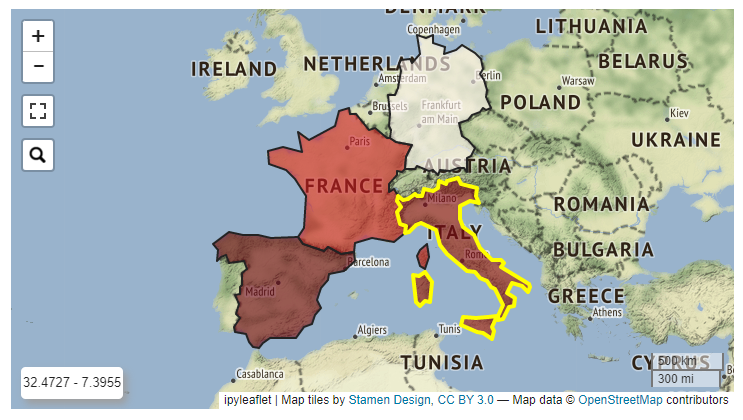 DENMARK
Copenhagen
LITHUANIA
+
−
IRELAND
NETHERLANDS
BELARUS
Amsterdam
Berlin
Warsaw
Brussels
Frankfurt
am Main
POLAND
Kiev
UKRAINE
Paris
AUSTRIA
FRANCE
Milano
ROMANIA
ITALY
BULGARIA
Barcelona
Roma
Madrid
GREECE
Athens
Algiers
Tunis
TUNISIA
CYPRUS
500 km
300 mi
Casablanca
32.4727 - 7.3955
ipyleaflet | Map tiles by Stamen Design, CC BY 3.0 — Map data © OpenStreetMap contributors